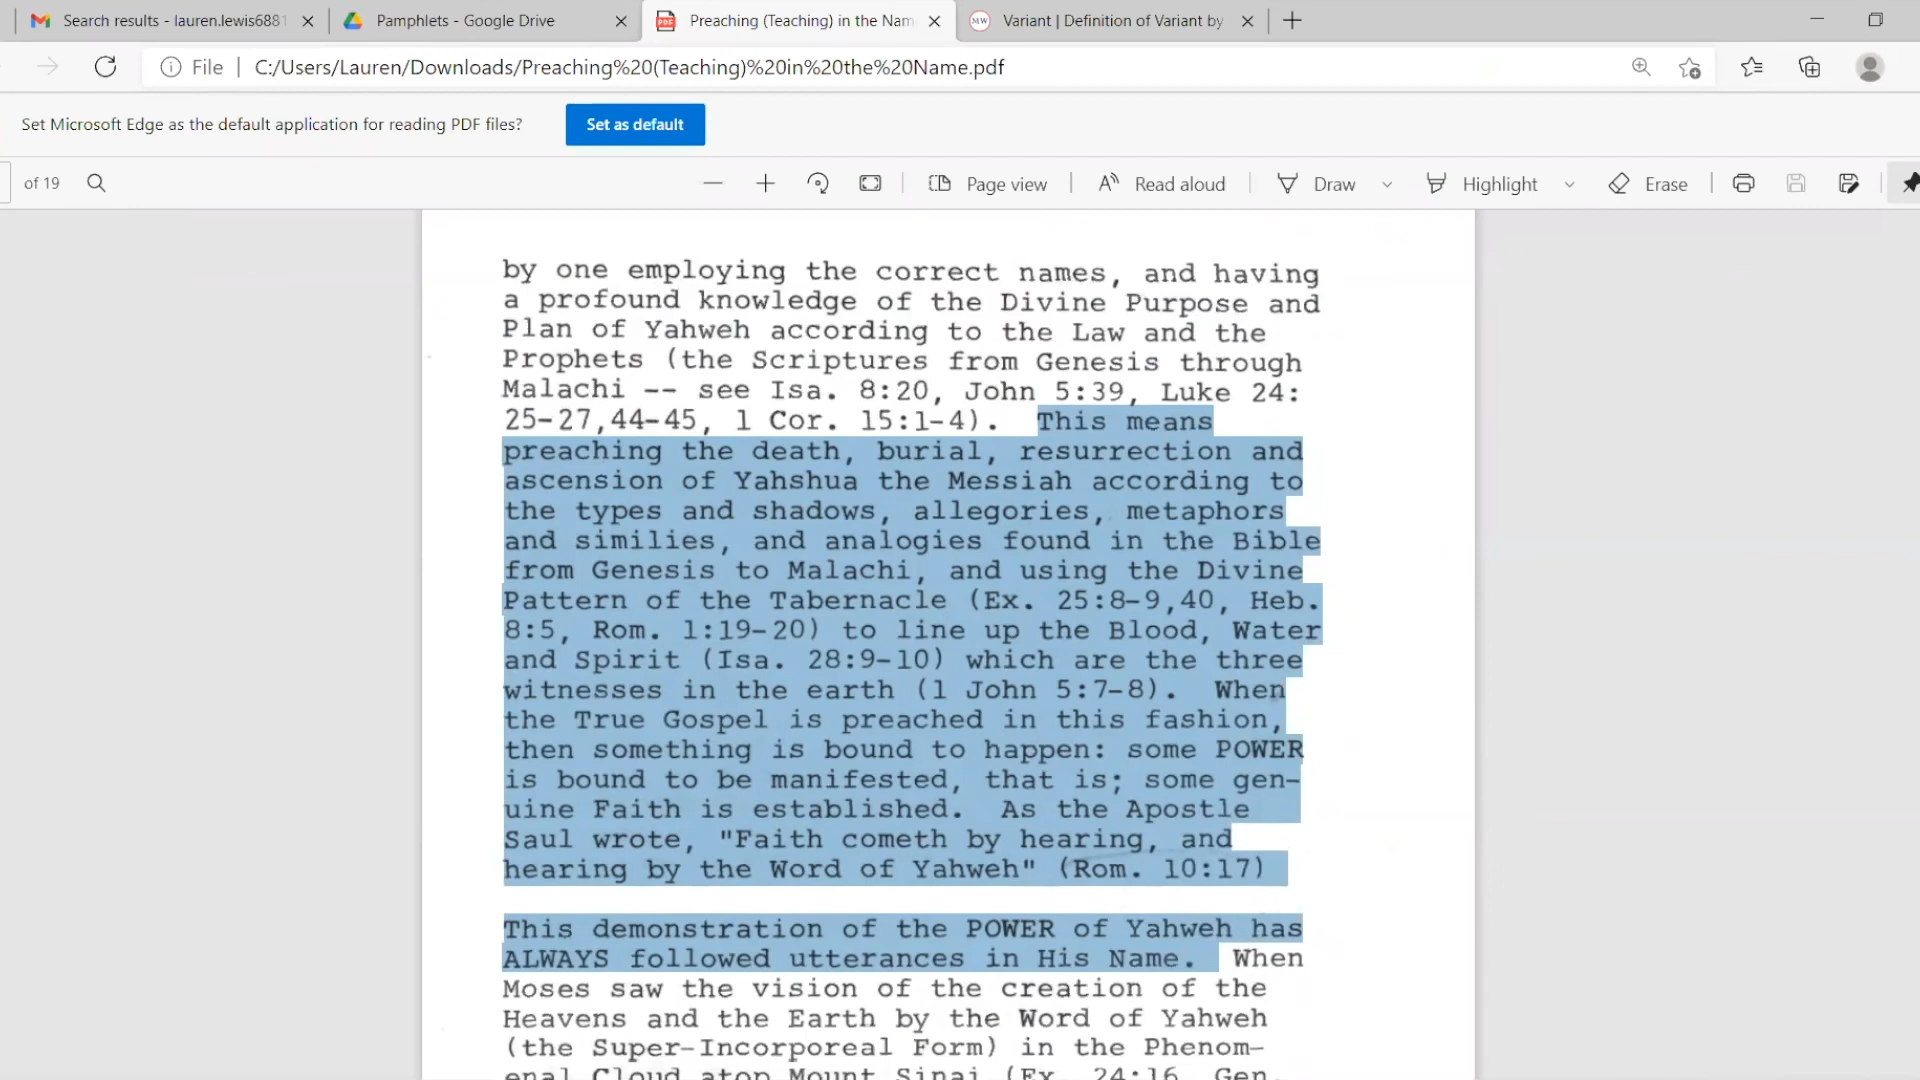 Search results - lauren.lewis6881
Pamphlets - Google Drive
Preaching (Teaching) in the Nam
Variant | Definition of Variant by
File | C:/Users/Lauren/Downloads/Preaching%20(Teaching)%20in%20the%20Name.pdf
Set Microsoft Edge as the default application for reading PDF files?
Set as default
of 19
Page view
Read aloud
Draw
Highlight
Erase
by one employing the correct names, and having
a profound knowledge of the Divine Purpose and
Plan of Yahweh according to the Law and the
Prophets (the Scriptures from Genesis through
Malachi -- see Isa. 8:20, John 5:39, Luke 24:
25-27,44-45, 1 Cor. 15:1-4). This means
preaching the death, burial, resurrection and
ascension of Yahshua the Messiah according to
the types and shadows, allegories, metaphors
and similies, and analogies found in the Bible
from Genesis to Malachi, and using the Divine
Pattern of the Tabernacle (Ex. 25:8-9,40, Heb.
8:5, Rom. 1:19-20) to line up the Blood, Water
and Spirit (Isa. 28:9-10) which are the three
witnesses in the earth (1 John 5:7-8). When
the True Gospel is preached in this fashion,
then something is bound to happen: some POWER
is bound to be manifested, that is; some gen-
uine Faith is established. As the Apostle
Saul wrote, "Faith cometh by hearing, and
hearing by the Word of Yahweh" (Rom. 10:17)
This demonstration of the POWER of Yahweh has
ALWAYS followed utterances in His Name. When
Moses saw the vision of the creation of the
Heavens and the Earth by the Word of Yahweh
(the Super-Incorporeal Form) in the Phenom-
enal Cloud atop Mount Sinai (Ex. 24:16, Gen.